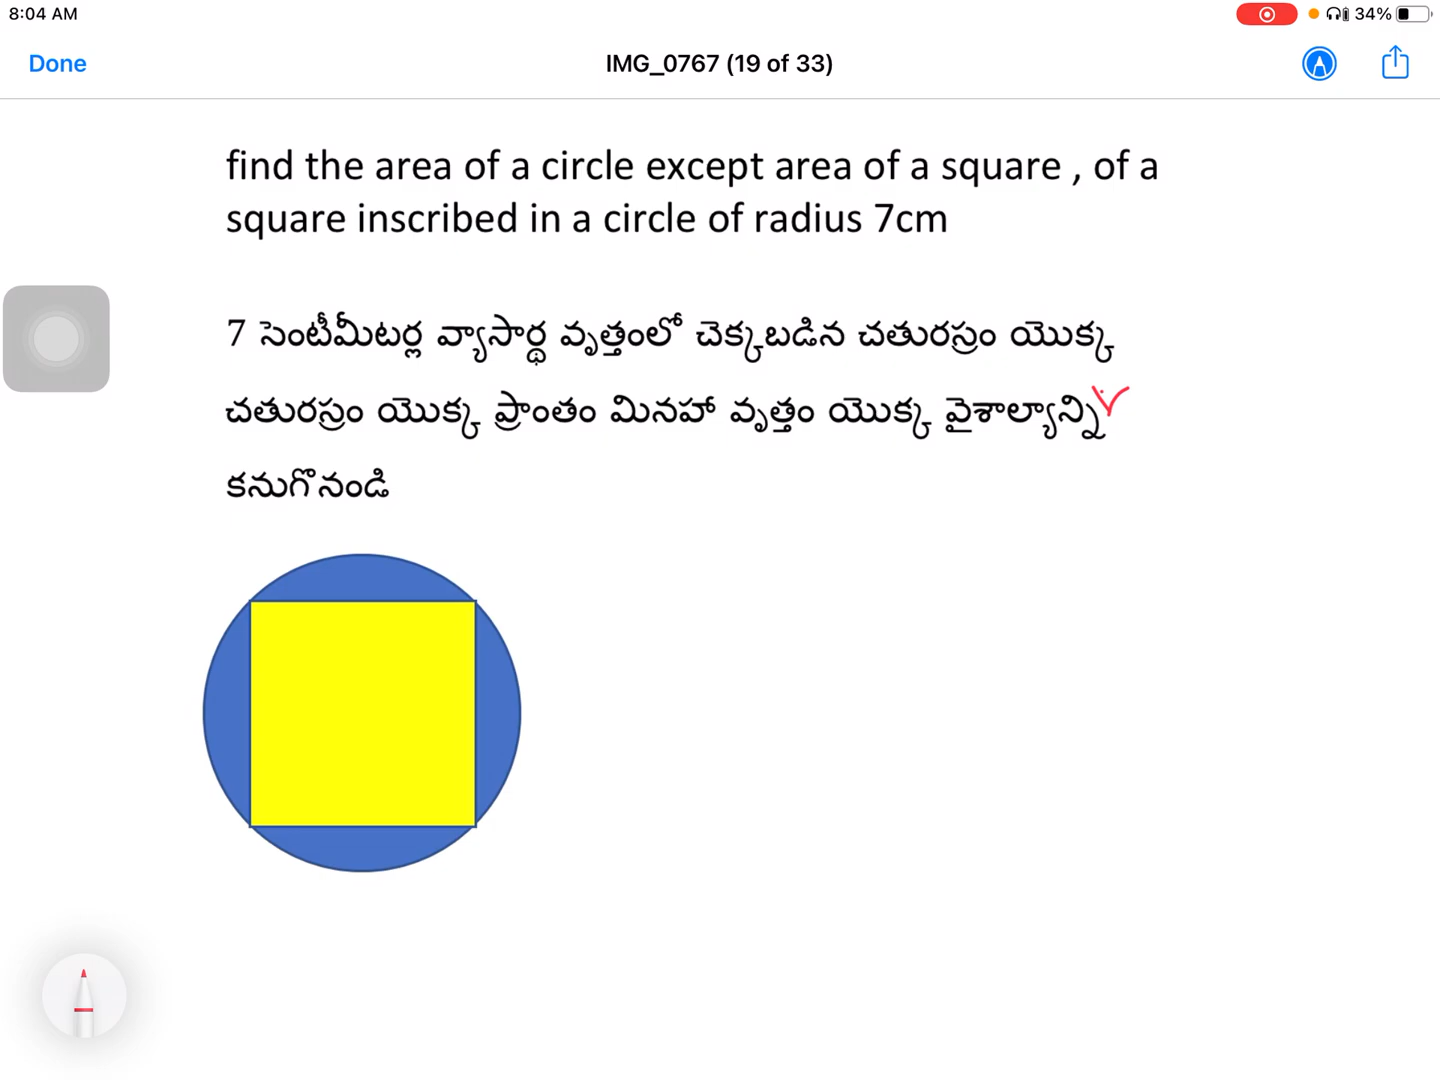 8:04 AM
34%
Done
IMG_0767 (19 of 33)
find the area of a circle except area of a square , of a
square inscribed in a circle of radius 7cm
7 సెంటీమీటర్ల వ్యాసార్థ వృత్తంలో చెక్కబడిన చతురస్రం యొక్క
చతురస్రం యొక్క ప్రాంతం మినహా వృత్తం యొక్క వైశాల్యాన్ని
కనుగొనండి